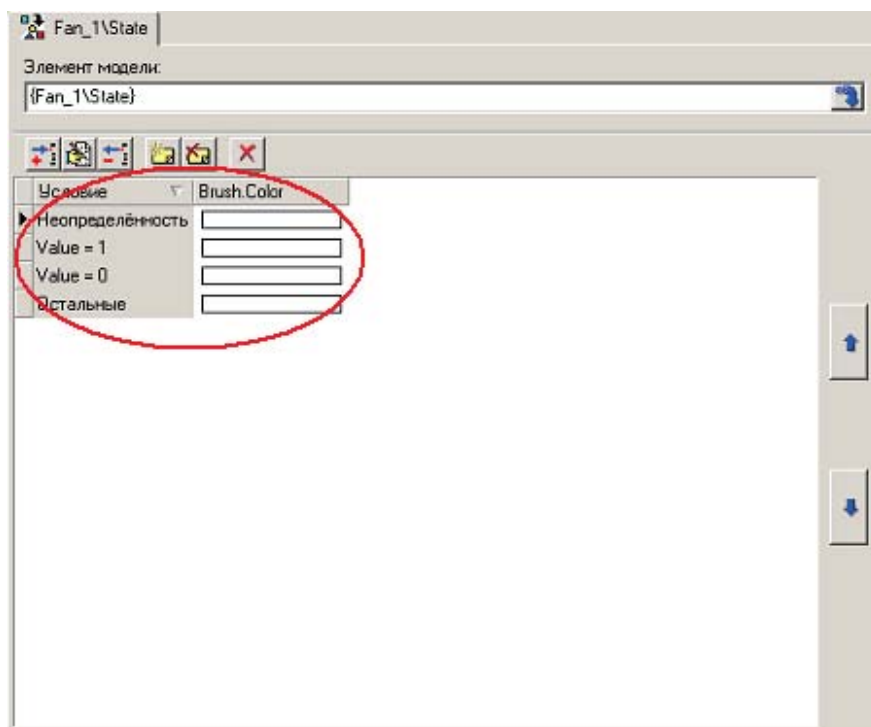 Fan_1\State
Элемент модели:
{Fan_1\State}
Условие Brush.Color
Неопределённость
Value = 1
Value = 0
Остальные